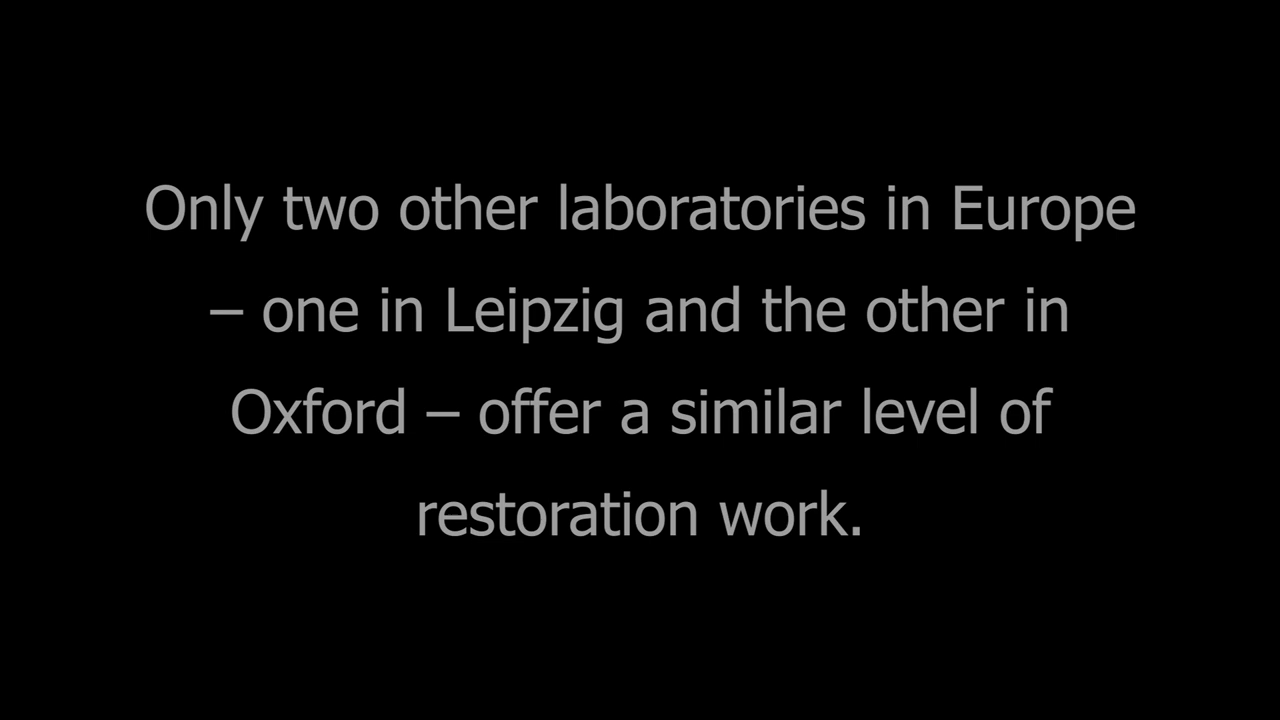 Only two other laboratories in Europe
– one in Leipzig and the other in
Oxford – offer a similar level of
restoration work.